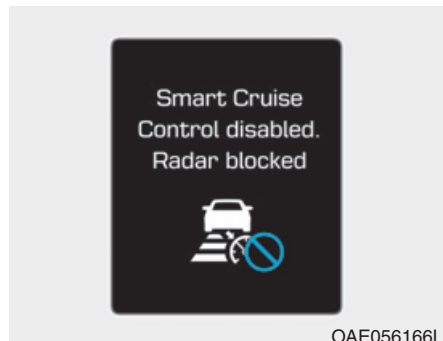 Smart Cruise
Control disabled.
Radar blocked
OAE056166L